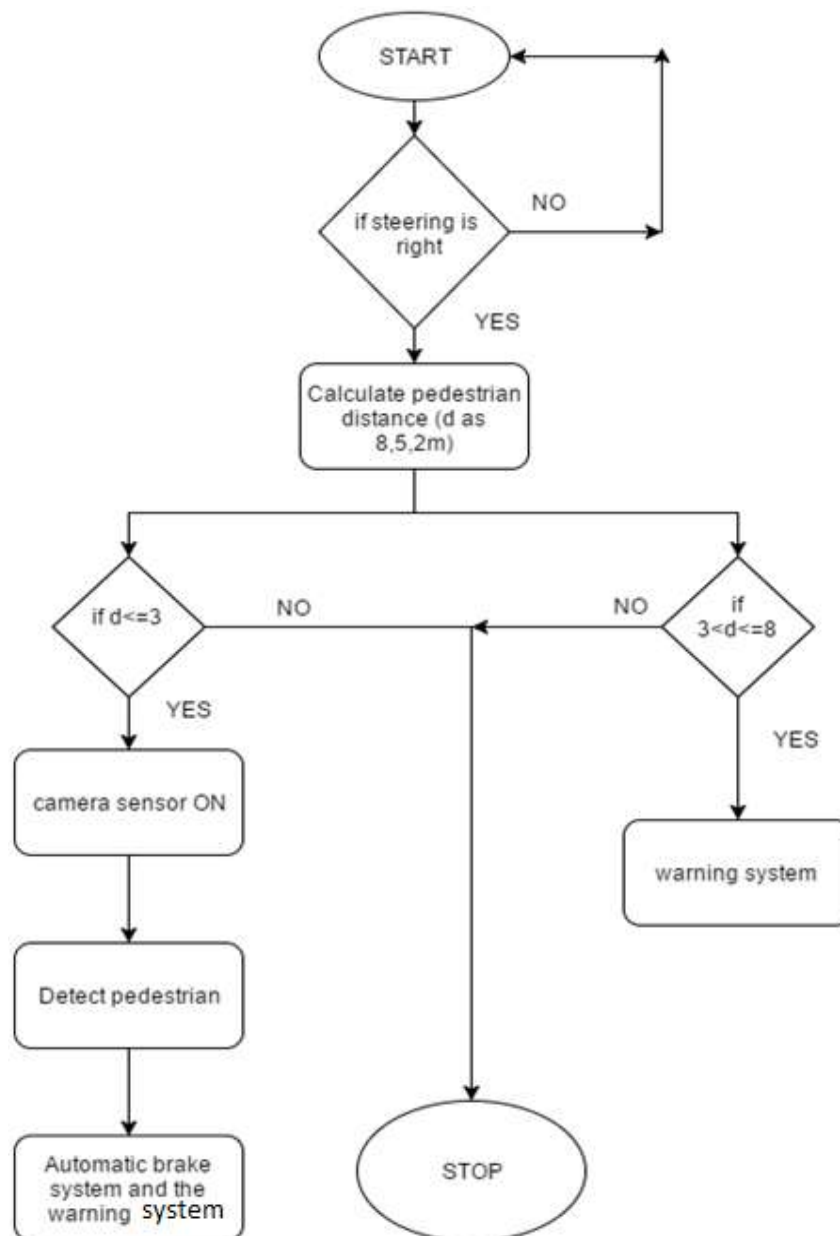 START
NO
if steering is
right
YES
Calculate pedestrian
distance (d as
8,5,2m)
if d<=3
NO
NO
if
3<d<=8
YES
YES
camera sensor ON
warning system
Detect pedestrian
Automatic brake
system and the
warning system
STOP